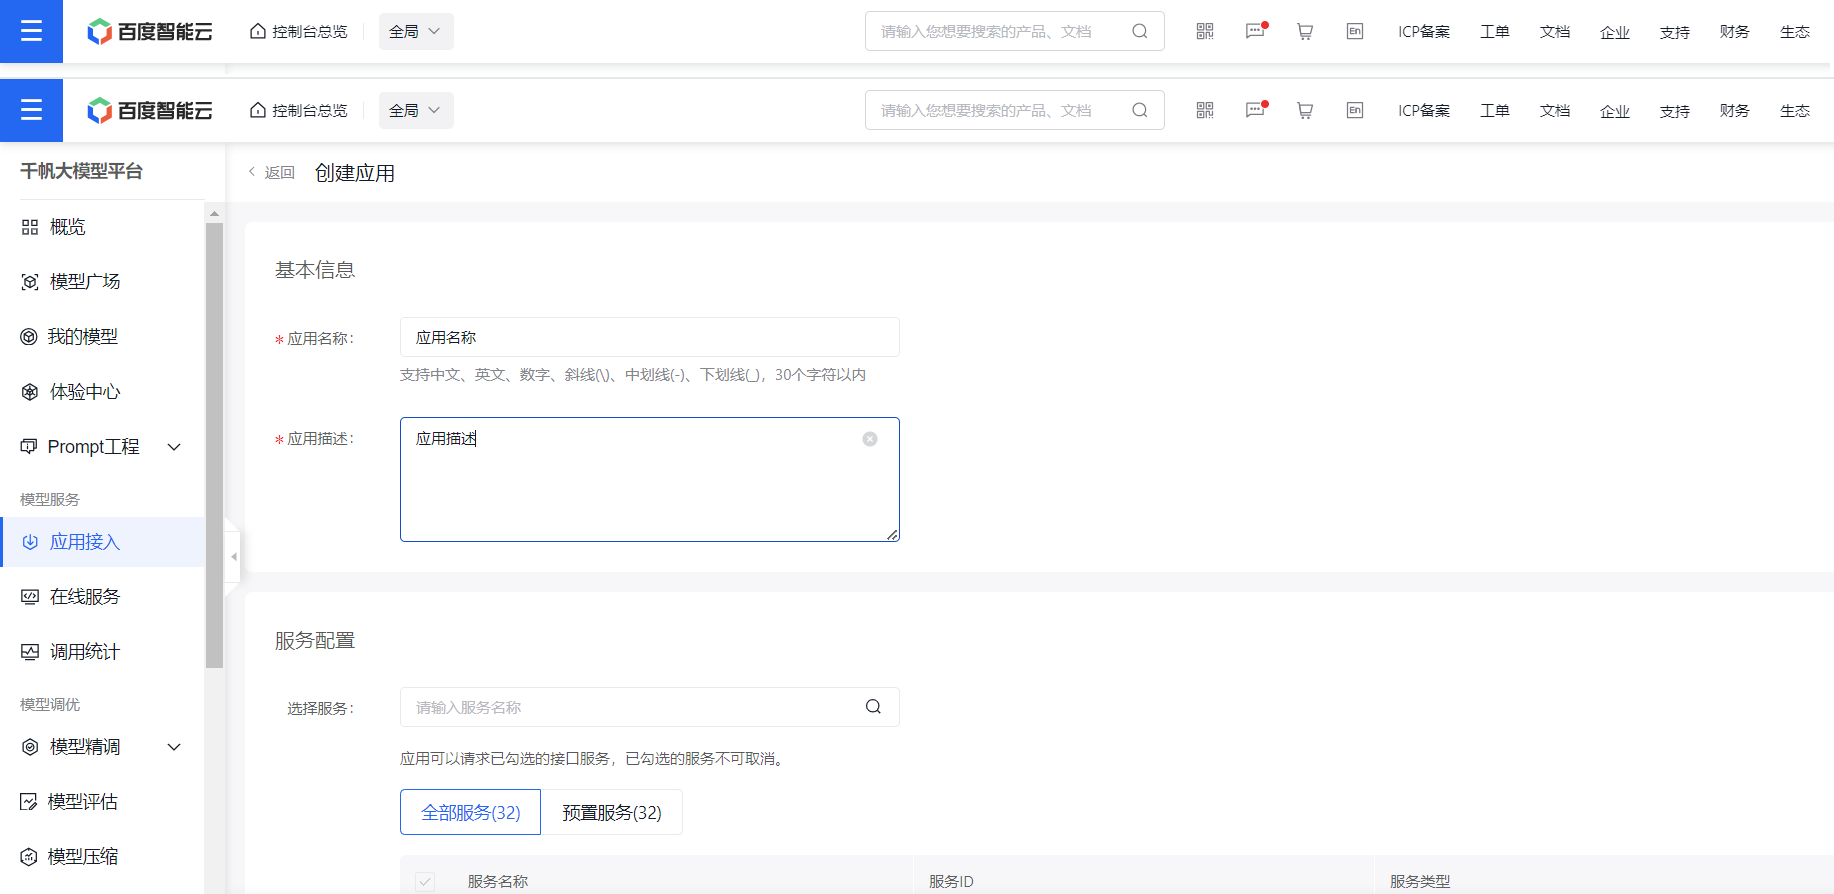 百度智能云 控制台总览 全局 请输入您想要搜索的产品、文档 En ICP备案 工单 文档 企业 支持 财务 生态
百度智能云 控制台总览 全局 请输入您想要搜索的产品、文档 En ICP备案 工单 文档 企业 支持 财务 生态
千帆大模型平台
概览
模型广场
我的模型
体验中心
Prompt工程
模型服务
应用接入
在线服务
调用统计
模型调优
模型精调
模型评估
模型压缩
返回 创建应用
基本信息
*应用名称： 应用名称
支持中文、英文、数字、斜线(\)、中划线(-)、下划线(_)，30个字符以内
*应用描述： 应用描述
服务配置
选择服务： 请输入服务名称
应用可以请求已勾选的接口服务，已勾选的服务不可取消。
全部服务(32) 预置服务(32)
服务名称 服务ID 服务类型